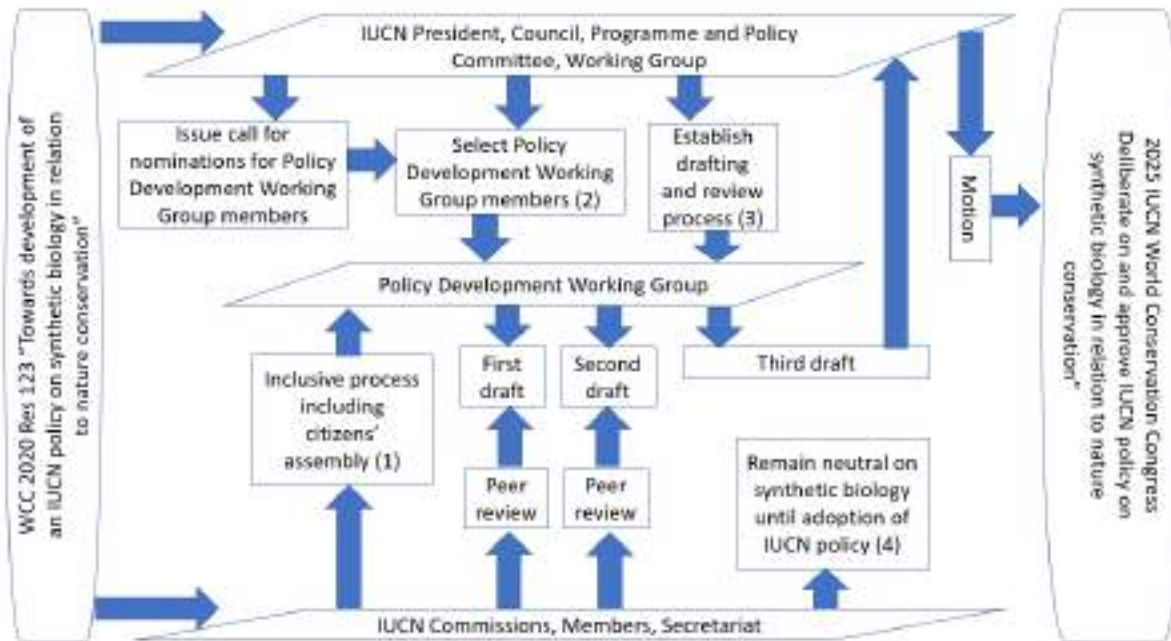 WCC 2020 Res 123 "Towards development of
an IUCN policy on synthetic biology in relation
to nature conservation"
IUCN President, Council, Programme and Policy
Committee, Working Group
Issue call for
nominations for Policy
Development Working
Group members
Select Policy
Development Working
Group members (2)
Establish
drafting
and review
process (3)
Motion
Policy Development Working Group
Inclusive process
including
citizens'
assembly (1)
First
draft
Second
draft
Third draft
Peer
review
Peer
review
Remain neutral on
synthetic biology
until adoption of
IUCN policy (4)
IUCN Commissions, Members, Secretariat
2025 IUCN World Conservation Congress
Deliberate on and approve IUCN policy on
synthetic biology in relation to nature
conservation"